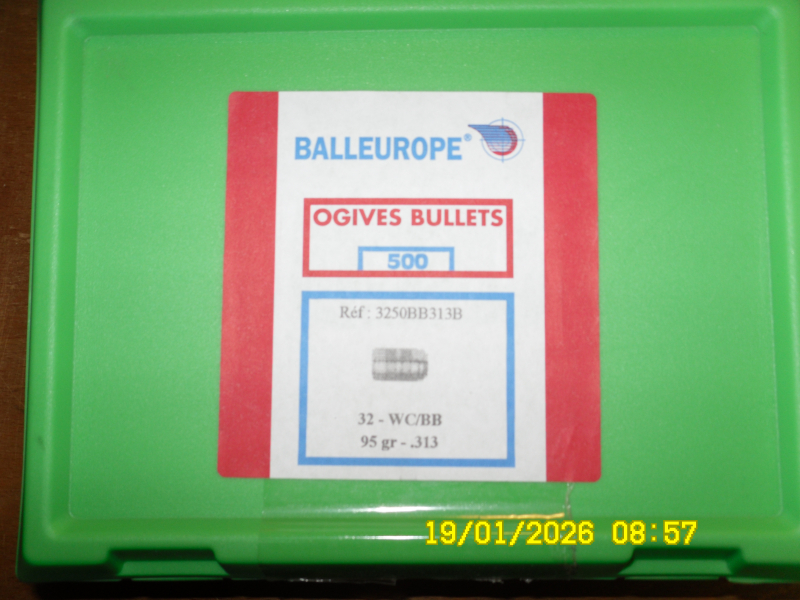 BALLEUROPE®
OGIVES BULLETS
500
Réf : 3250BB313B
32 - WC/BB
95 gr - .313
19/01/2026 08:57